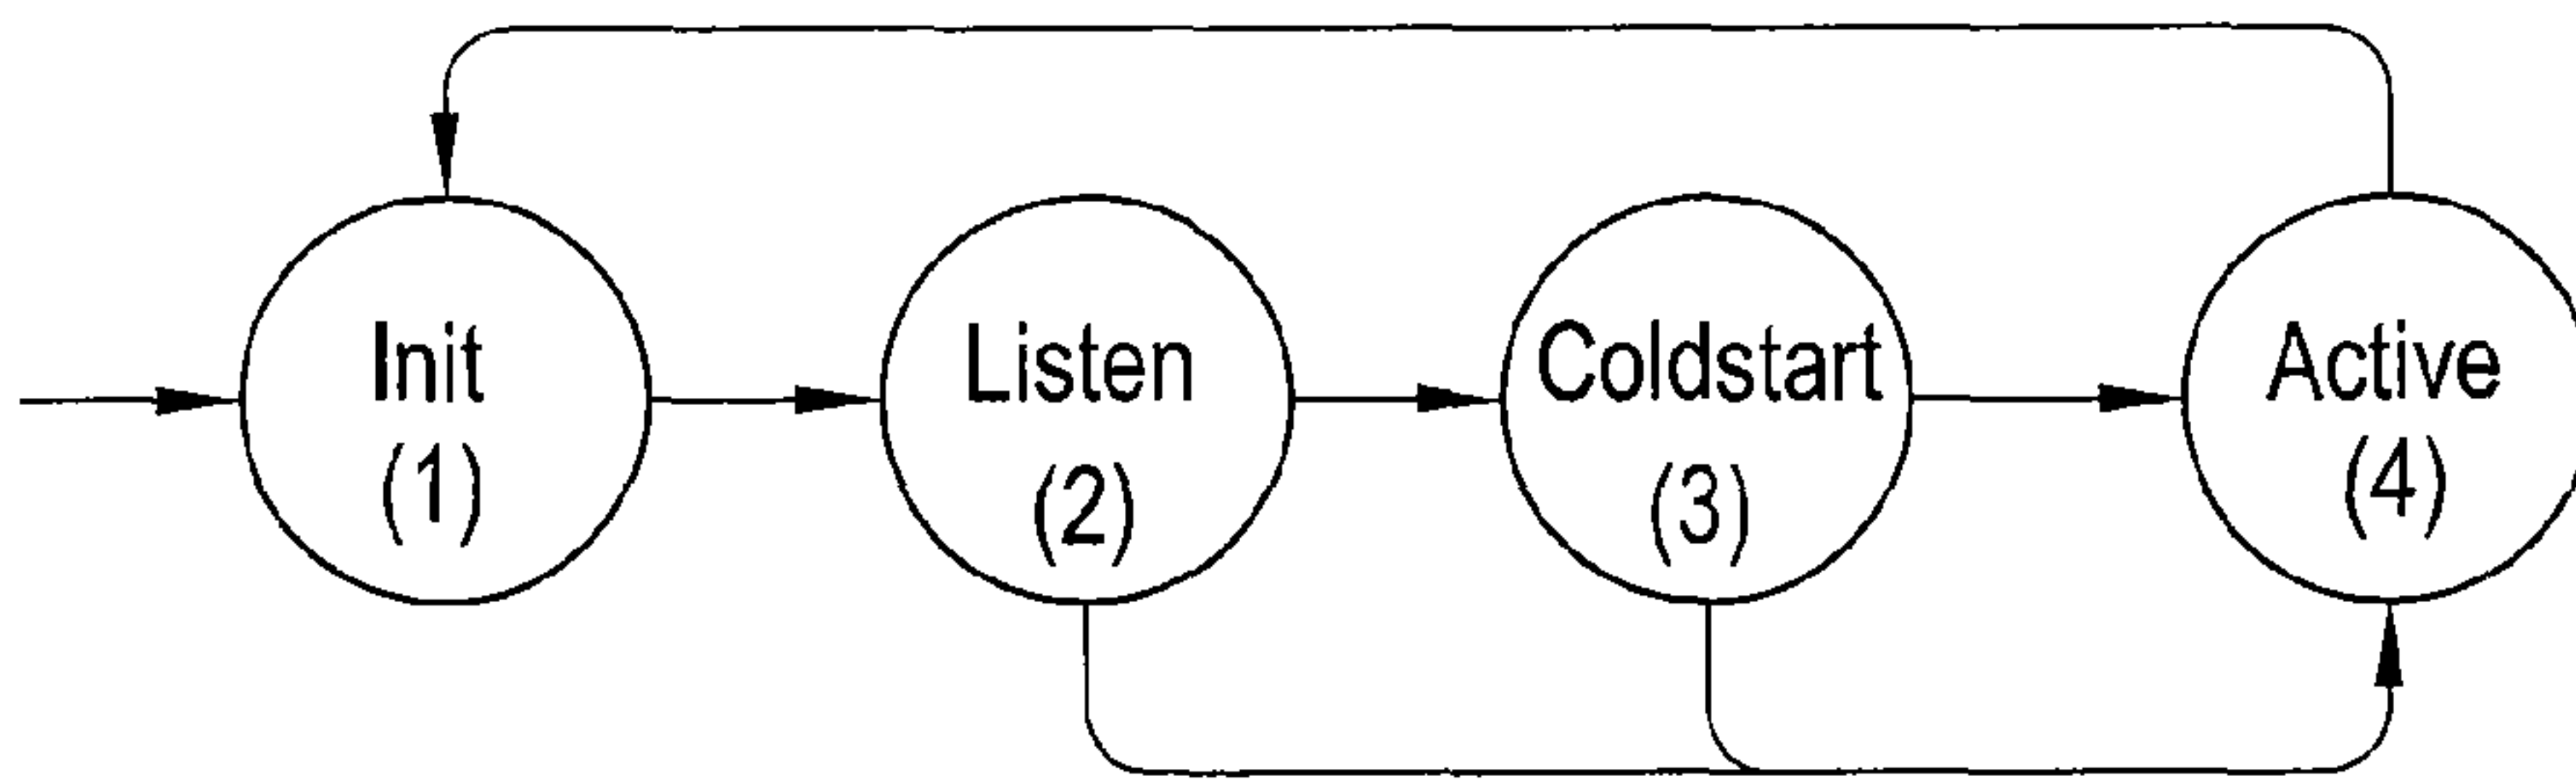 Init
(1)
Listen
(2)
Coldstart
(3)
Active
(4)